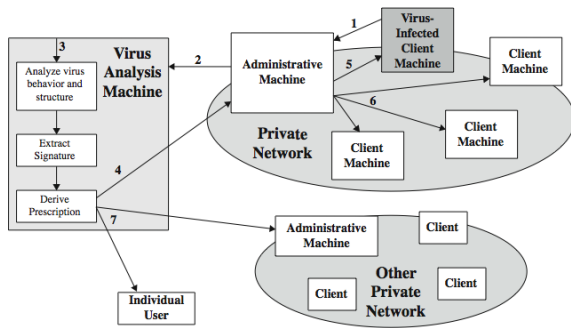 1
Virus-
Infected
Client
Machine
3
Virus
Analysis
Machine
2
Administrative
Machine
5
Client
Machine
Analyze virus
behavior and
structure
6
Extract
Signature
4
Private
Network
Client
Machine
Client
Machine
Derive
Prescription
7
Administrative
Machine
Client
Individual
User
Client
Other
Private
Network
Client